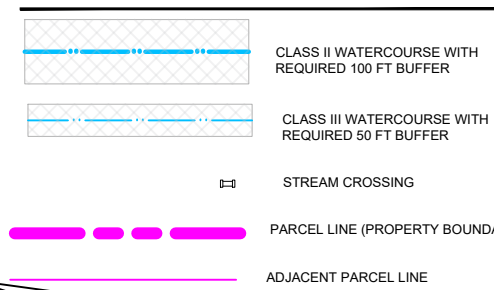 CLASS II WATERCOURSE WITH
REQUIRED 100 FT BUFFER
CLASS III WATERCOURSE WITH
REQUIRED 50 FT BUFFER
STREAM CROSSING
PARCEL LINE (PROPERTY BOUNDA
ADJACENT PARCEL LINE